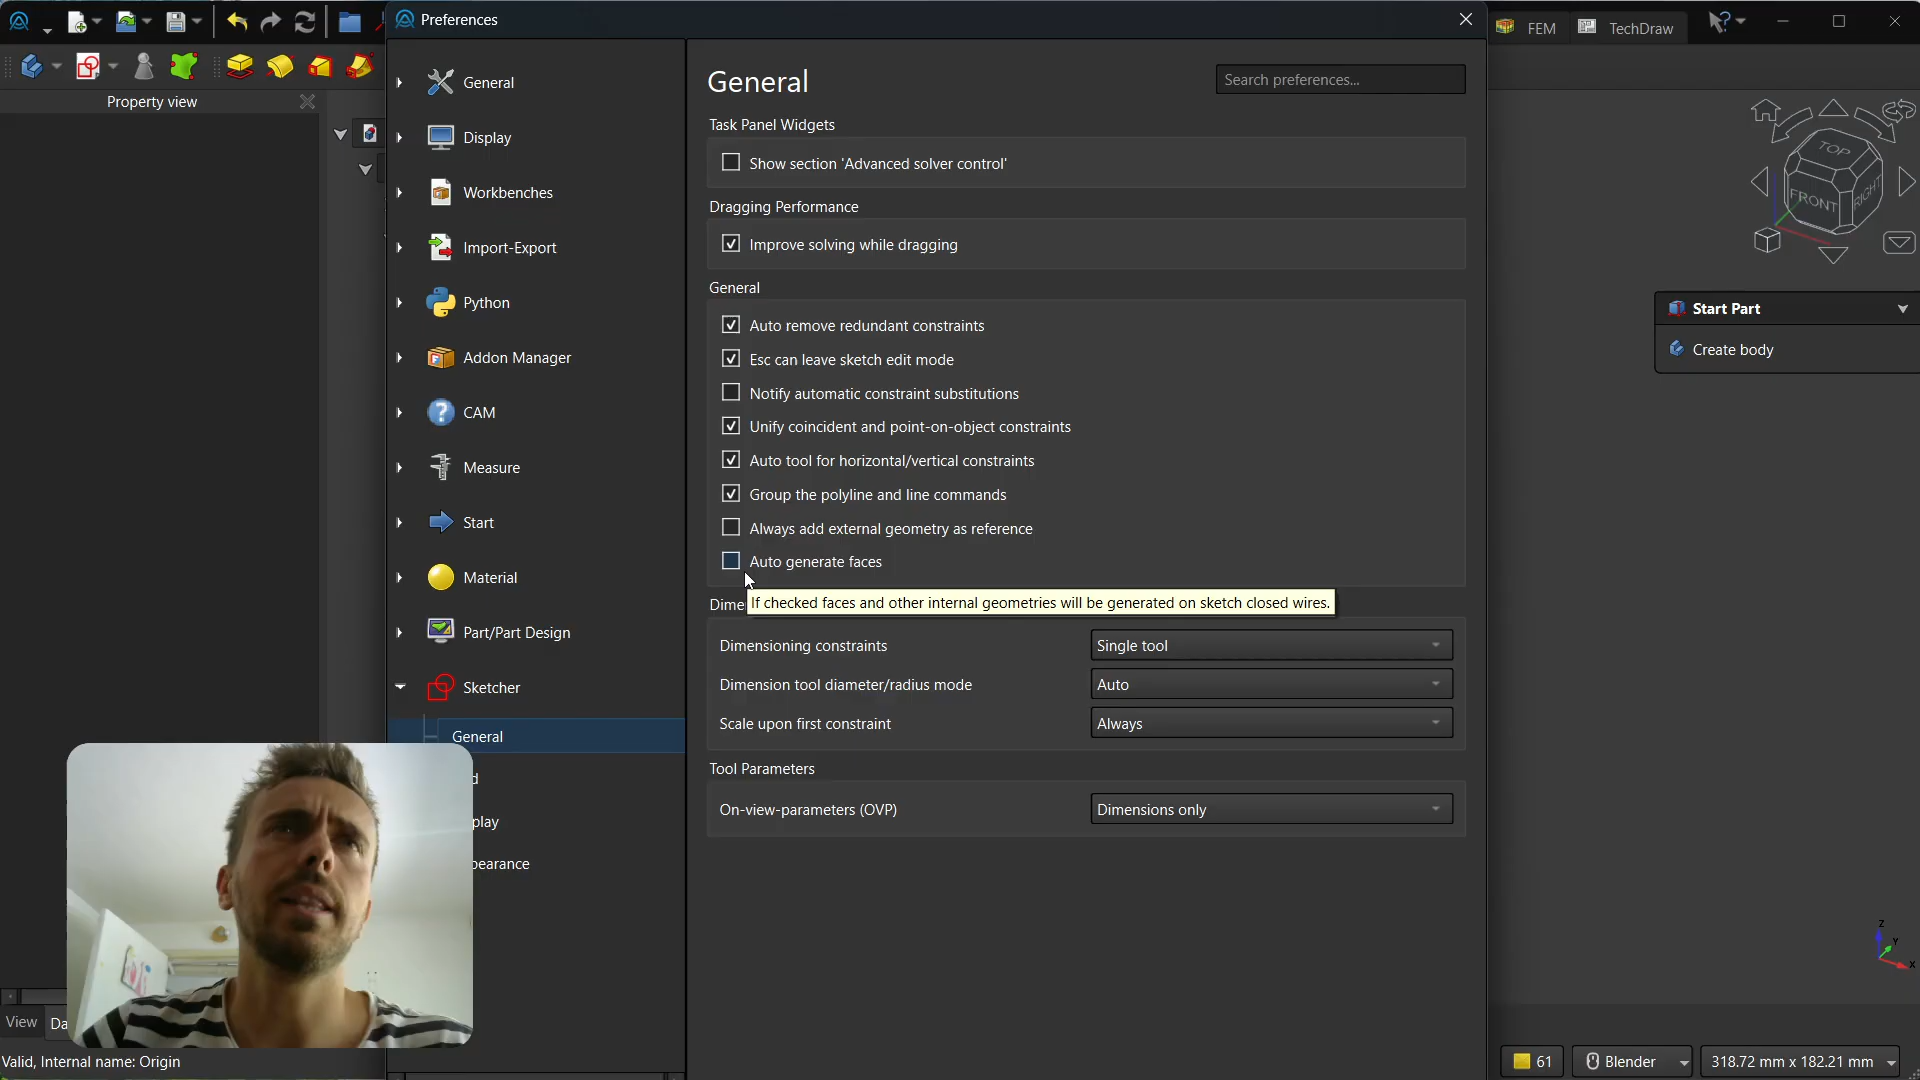 Preferences
FEM
TechDraw
Property view
General
Display
Workbenches
Import-Export
Python
Addon Manager
CAM
Measure
Start
Material
Part/Part Design
Sketcher
General
d
play
pearance
General
Search preferences...
Task Panel Widgets
Show section 'Advanced solver control'
Dragging Performance
Improve solving while dragging
General
Auto remove redundant constraints
Esc can leave sketch edit mode
Notify automatic constraint substitutions
Unify coincident and point-on-object constraints
Auto tool for horizontal/vertical constraints
Group the polyline and line commands
Always add external geometry as reference
Auto generate faces
If checked faces and other internal geometries will be generated on sketch closed wires.
Dime
Dimensioning constraints
Single tool
Dimension tool diameter/radius mode
Auto
Scale upon first constraint
Always
Tool Parameters
On-view-parameters (OVP)
Dimensions only
TOP
FRONT
RIGHT
Start Part
Create body
Z
Y
X
View
Da
Valid, Internal name: Origin
61
Blender
318.72 mm x 182.21 mm